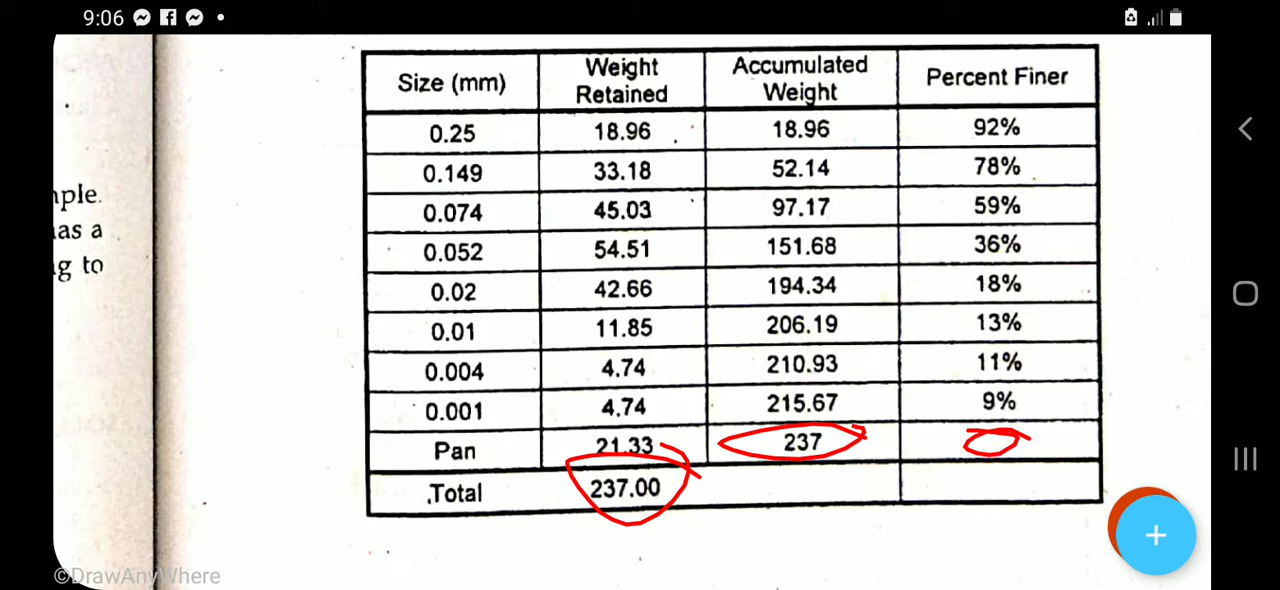 9:06
Size (mm) Weight Retained Accumulated Weight Percent Finer
0.25 18.96 18.96 92%
0.149 33.18 52.14 78%
0.074 45.03 97.17 59%
0.052 54.51 151.68 36%
0.02 42.66 194.34 18%
0.01 11.85 206.19 13%
0.004 4.74 210.93 11%
0.001 4.74 215.67 9%
Pan 21.33 237
Total 237.00
as a
g to
©DrawAnyWhere